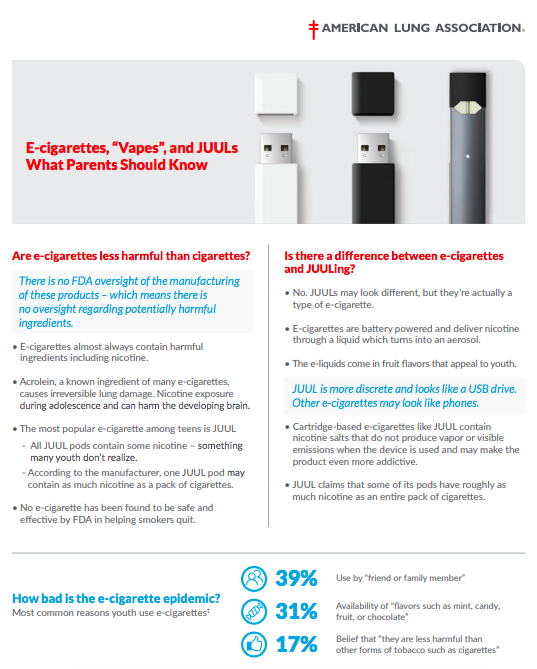 AMERICAN LUNG ASSOCIATION®
E-cigarettes, “Vapes”, and JUULs
What Parents Should Know
Are e-cigarettes less harmful than cigarettes?
There is no FDA oversight of the manufacturing
of these products – which means there is
no oversight regarding potentially harmful
ingredients.
• E-cigarettes almost always contain harmful
ingredients including nicotine.
• Acrolein, a known ingredient of many e-cigarettes,
causes irreversible lung damage. Nicotine exposure
during adolescence and can harm the developing brain.
• The most popular e-cigarette among teens is JUUL
- All JUUL pods contain some nicotine – something
many youth don’t realize.
- According to the manufacturer, one JUUL pod may
contain as much nicotine as a pack of cigarettes.
• No e-cigarette has been found to be safe and
effective by FDA in helping smokers quit.
Is there a difference between e-cigarettes
and JUULing?
• No. JUULs may look different, but they’re actually a
type of e-cigarette.
• E-cigarettes are battery powered and deliver nicotine
through a liquid which turns into an aerosol.
• The e-liquids come in fruit flavors that appeal to youth.
JUUL is more discrete and looks like a USB drive.
Other e-cigarettes may look like phones.
• Cartridge-based e-cigarettes like JUUL contain
nicotine salts that do not produce vapor or visible
emissions when the device is used and may make the
product even more addictive.
• JUUL claims that some of its pods have roughly as
much nicotine as an entire pack of cigarettes.
How bad is the e-cigarette epidemic?
Most common reasons youth use e-cigarettes¹
39% Use by “friend or family member”
31% Availability of “flavors such as mint, candy,
fruit, or chocolate”
17% Belief that “they are less harmful than
other forms of tobacco such as cigarettes”